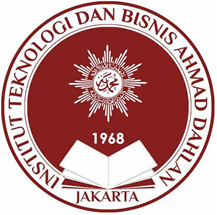 INSTITUT TEKNOLOGI DAN BISNIS AHMAD DAHLAN
1968
JAKARTA